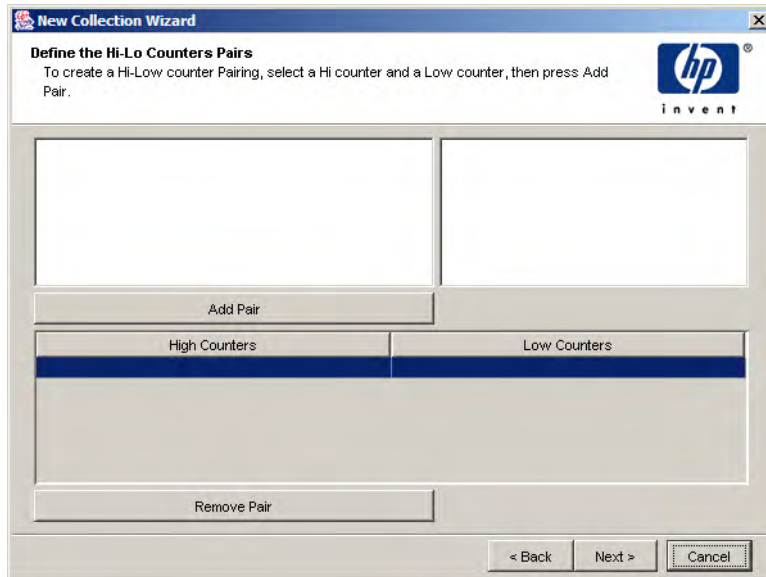 New Collection Wizard
Define the Hi-Lo Counters Pairs
To create a Hi-Low counter Pairing, select a Hi counter and a Low counter, then press Add
Pair.
hp
®
invent
Add Pair
High Counters
Low Counters
Remove Pair
< Back
Next >
Cancel